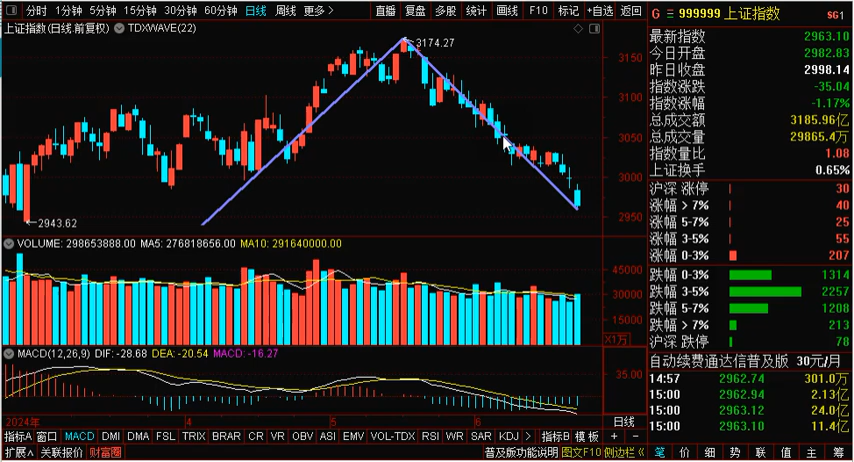 分时 1分钟 5分钟 15分钟 30分钟 60分钟 日线 周线 更多> 直播 复盘 多股 统计 画线 F10 标记 +自选 返回
上证指数(日线.前复权) TDXWAVE(22)
3174.27
3150
3100
3050
3000
2950
2943.62
VOLUME: 298653888.00 MA5: 276818656.00 MA10: 291640000.00
45000
30000
15000
X1万
MACD(12,26,9) DIF: -28.68 DEA: -20.54 MACD: -16.27
35.00
2024年 4 5 6 日线
指标A 窗口 MACD DMI DMA FSL TRIX BRAR CR VR OBV ASI EMV VOL-TDX RSI WR SAR KDJ > 指标B 模板 + -
扩展∧ 关联报价 财富圈 普及版功能说明 图文F10 侧边栏《
G 999999 上证指数 SG1
最新指数 2963.10
今日开盘 2982.83
昨日收盘 2998.14
指数涨跌 -35.04
指数涨幅 -1.17%
总成交额 3185.96亿
总成交量 29865.4万
指数量比 1.08
上证换手 0.65%
沪深 涨停 30
涨幅 > 7% 40
涨幅 5-7% 25
涨幅 3-5% 55
涨幅 0-3% 207
跌幅 0-3% 1314
跌幅 3-5% 2257
跌幅 5-7% 1208
跌幅 > 7% 213
沪深 跌停 78
自动续费通达信普及版 30元/月
14:57 2962.74 301.0万
15:00 2962.94 2.13亿
15:00 2963.12 24.0亿
15:00 2963.10 11.4亿
笔 价 细 势 联 值 主 筹